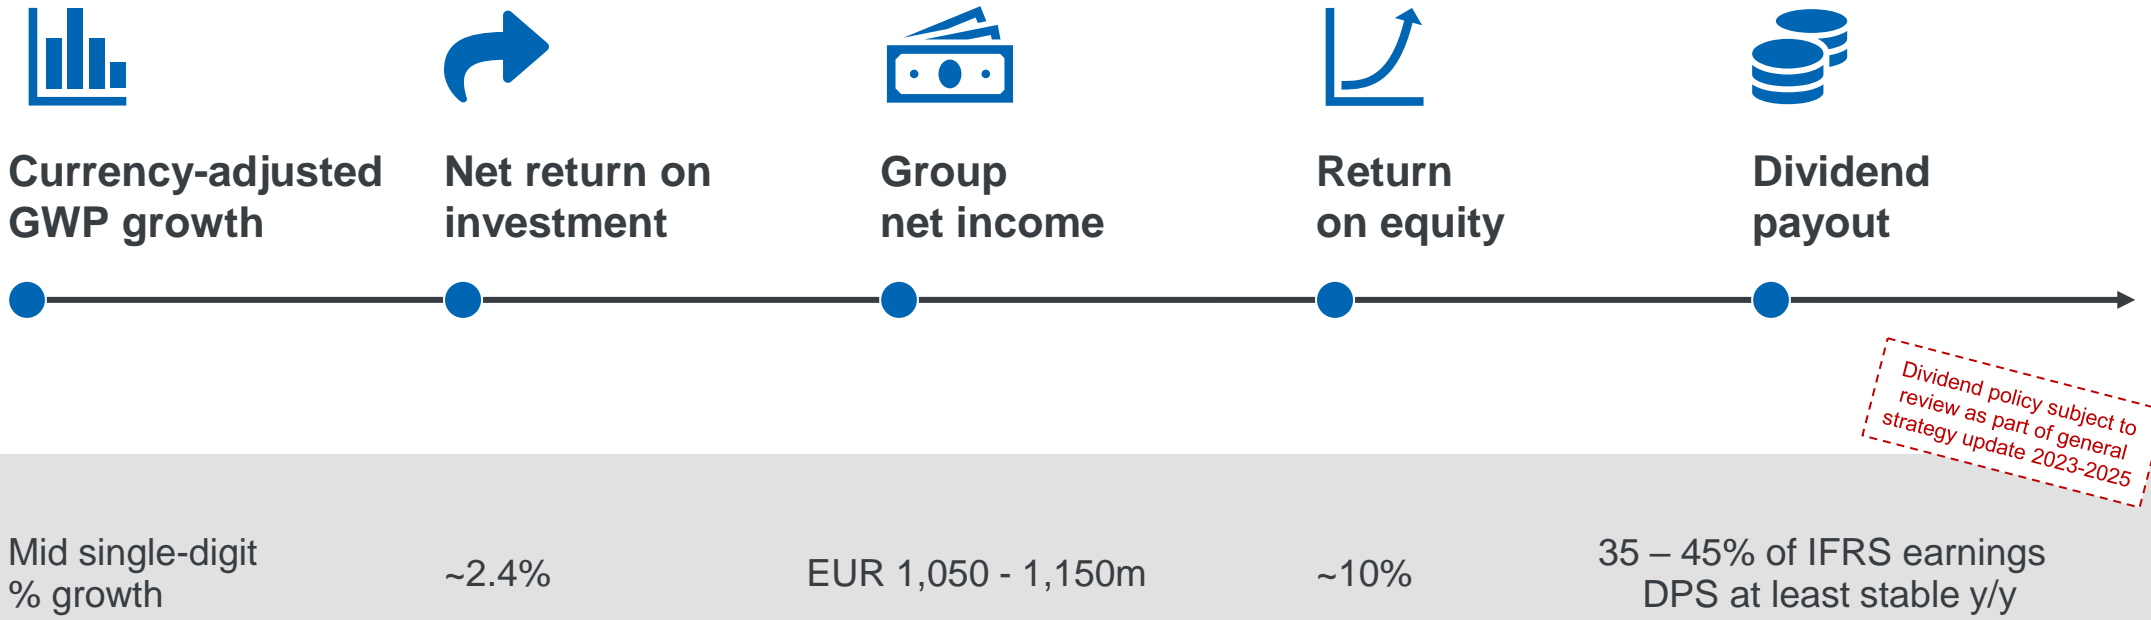 Currency-adjusted
GWP growth
Net return on
investment
Group
net income
Return
on equity
Dividend
payout
Dividend policy subject to
review as part of general
strategy update 2023-2025
Mid single-digit
% growth
~2.4%
EUR 1,050 - 1,150m
~10%
35 – 45% of IFRS earnings
DPS at least stable y/y